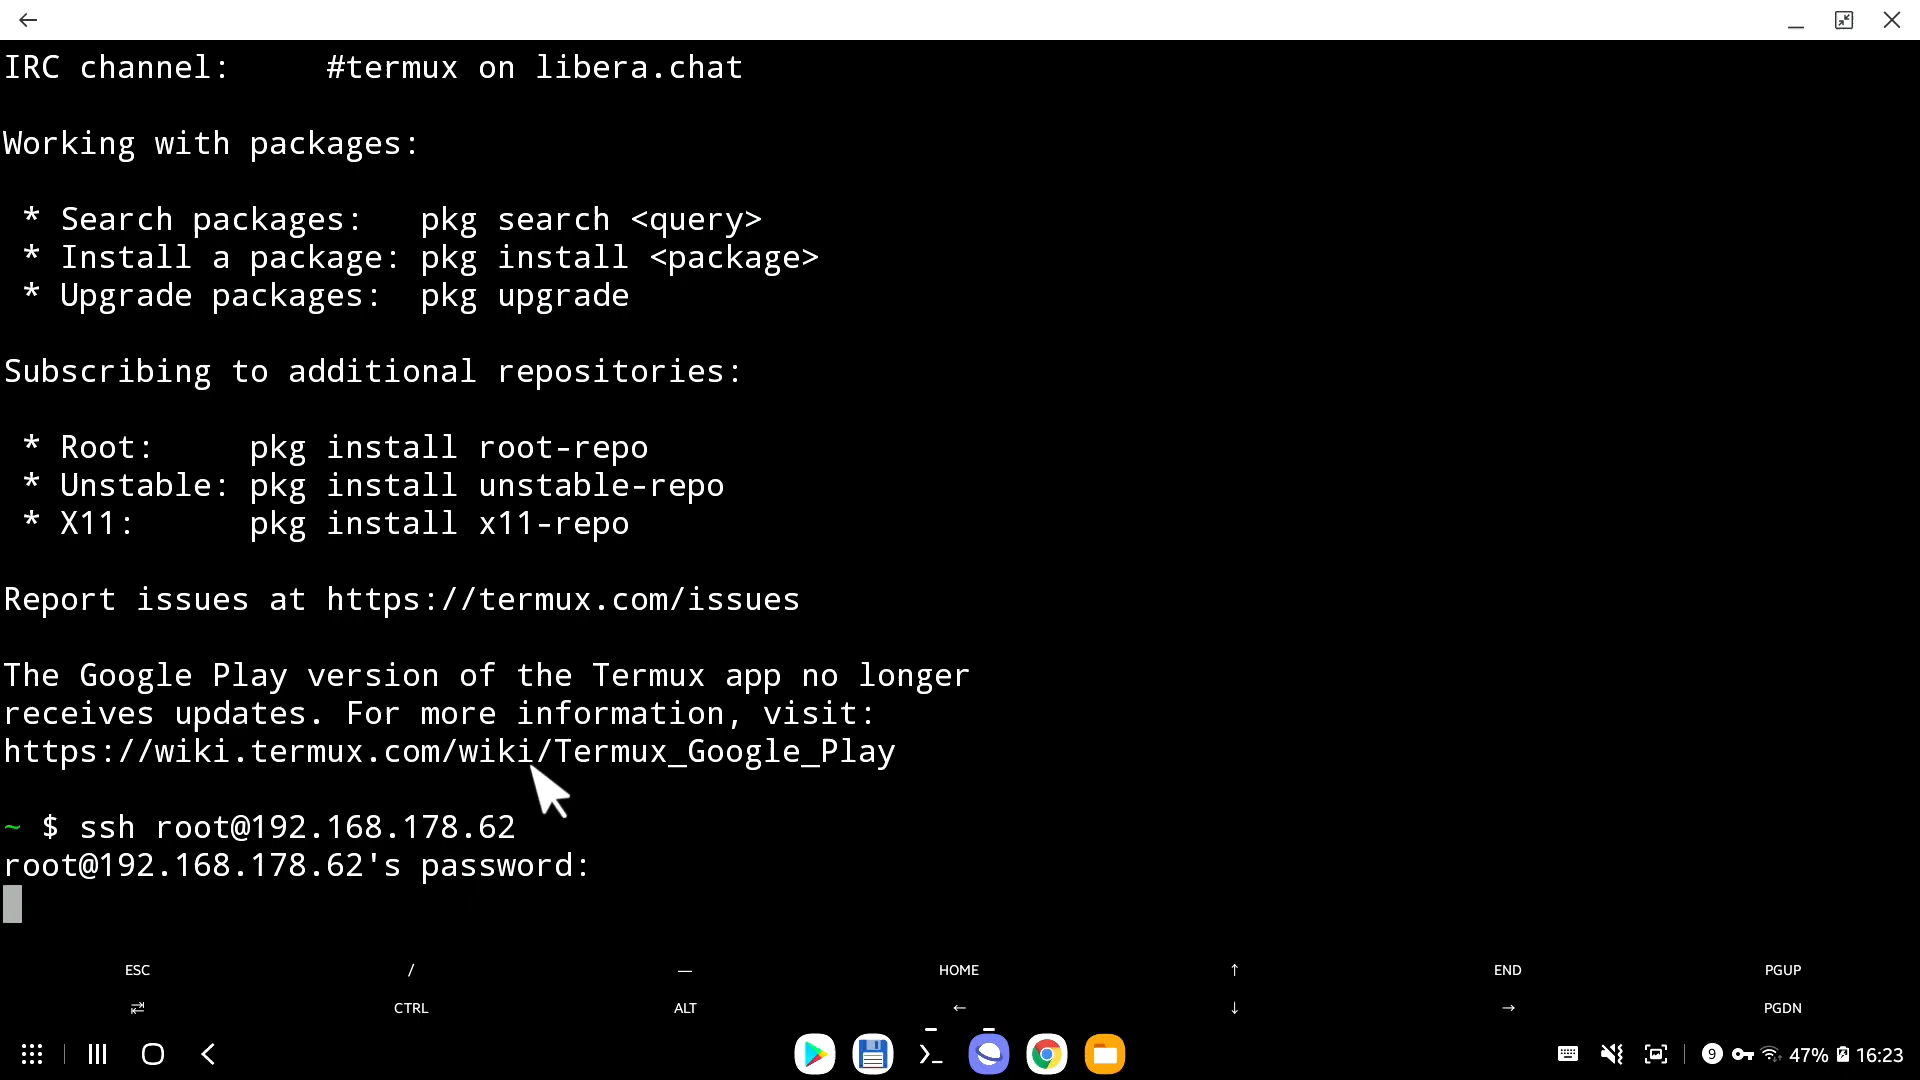 IRC channel:     #termux on libera.chat
Working with packages:
* Search packages:   pkg search <query>
* Install a package: pkg install <package>
* Upgrade packages:  pkg upgrade
Subscribing to additional repositories:
* Root:     pkg install root-repo
* Unstable: pkg install unstable-repo
* X11:      pkg install x11-repo
Report issues at https://termux.com/issues
The Google Play version of the Termux app no longer
receives updates. For more information, visit:
https://wiki.termux.com/wiki/Termux_Google_Play
~ $ ssh root@192.168.178.62
root@192.168.178.62's password:
ESC / — HOME ↑ END PGUP
⇄ CTRL ALT ← ↓ → PGDN
9 47% 16:23